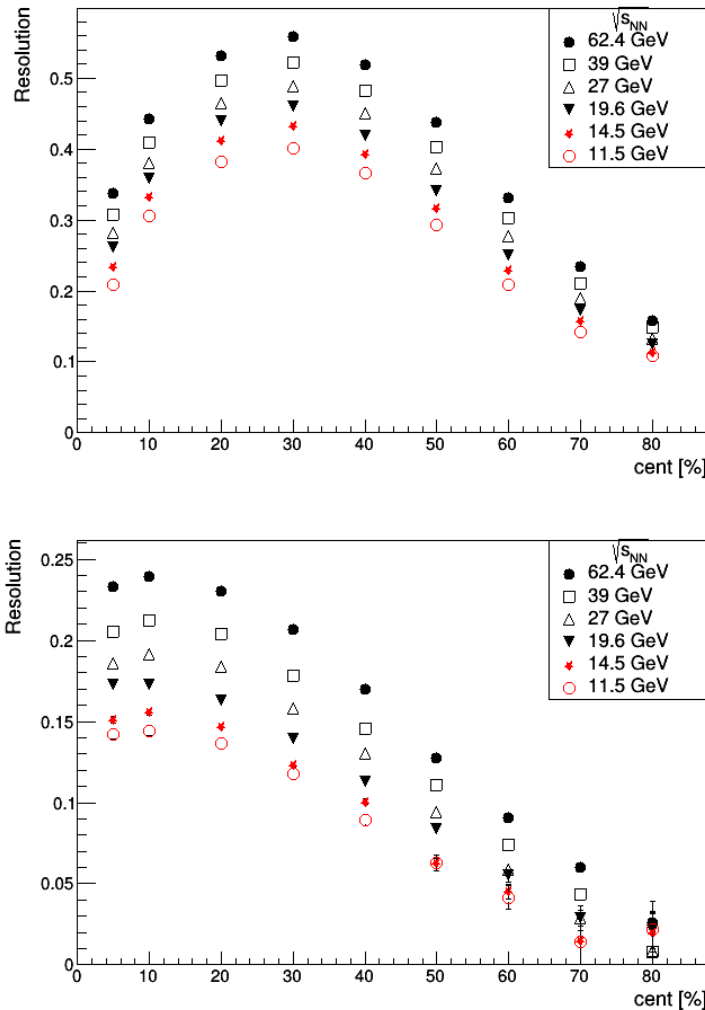 Resolution
√sNN
62.4 GeV
39 GeV
27 GeV
19.6 GeV
14.5 GeV
11.5 GeV
0.5
0.4
0.3
0.2
0.1
0
0 10 20 30 40 50 60 70 80
cent [%]
Resolution
√sNN
62.4 GeV
39 GeV
27 GeV
19.6 GeV
14.5 GeV
11.5 GeV
0.25
0.2
0.15
0.1
0.05
0
0 10 20 30 40 50 60 70 80
cent [%]